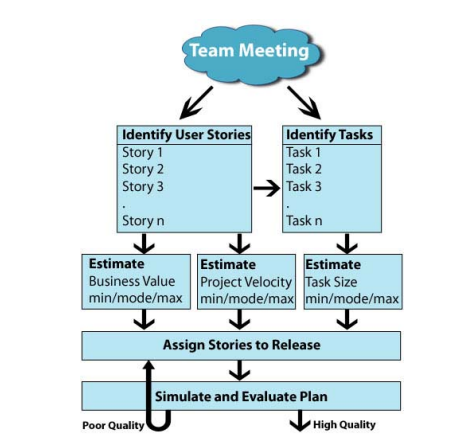 Team Meeting
Identify User Stories
Story 1
Story 2
Story 3
.
Story n
Identify Tasks
Task 1
Task 2
Task 3
.
Task n
Estimate
Business Value
min/mode/max
Estimate
Project Velocity
min/mode/max
Estimate
Task Size
min/mode/max
Assign Stories to Release
Simulate and Evaluate Plan
Poor Quality
High Quality